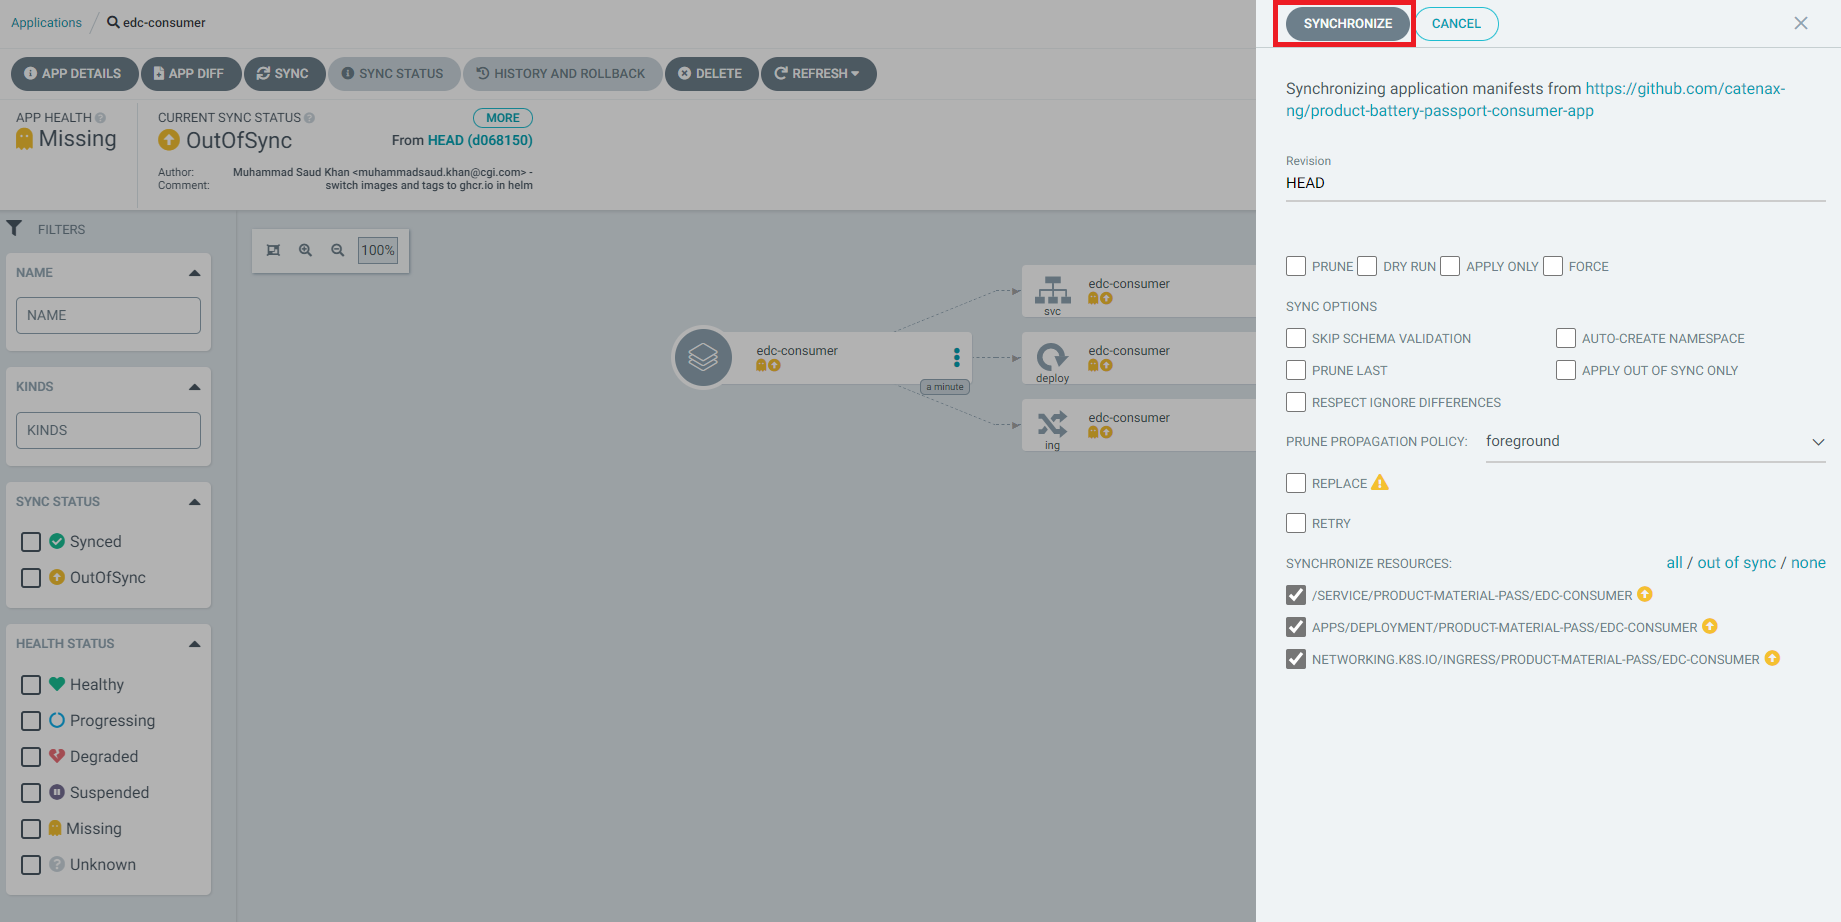 Applications / edc-consumer
APP DETAILS APP DIFF SYNC SYNC STATUS HISTORY AND ROLLBACK DELETE REFRESH
APP HEALTH
Missing
CURRENT SYNC STATUS MORE
OutOfSync From HEAD (d068150)
Author: Muhammad Saud Khan <muhammadsaud.khan@cgi.com> -
Comment: switch images and tags to ghcr.io in helm
FILTERS
NAME
NAME
KINDS
KINDS
SYNC STATUS
Synced
OutOfSync
HEALTH STATUS
Healthy
Progressing
Degraded
Suspended
Missing
Unknown
100%
edc-consumer
a minute
edc-consumer
svc
edc-consumer
deploy
edc-consumer
ing
SYNCHRONIZE CANCEL
Synchronizing application manifests from https://github.com/catenax-
ng/product-battery-passport-consumer-app
Revision
HEAD
PRUNE DRY RUN APPLY ONLY FORCE
SYNC OPTIONS
SKIP SCHEMA VALIDATION AUTO-CREATE NAMESPACE
PRUNE LAST APPLY OUT OF SYNC ONLY
RESPECT IGNORE DIFFERENCES
PRUNE PROPAGATION POLICY: foreground
REPLACE
RETRY
SYNCHRONIZE RESOURCES: all / out of sync / none
/SERVICE/PRODUCT-MATERIAL-PASS/EDC-CONSUMER
APPS/DEPLOYMENT/PRODUCT-MATERIAL-PASS/EDC-CONSUMER
NETWORKING.K8S.IO/INGRESS/PRODUCT-MATERIAL-PASS/EDC-CONSUMER